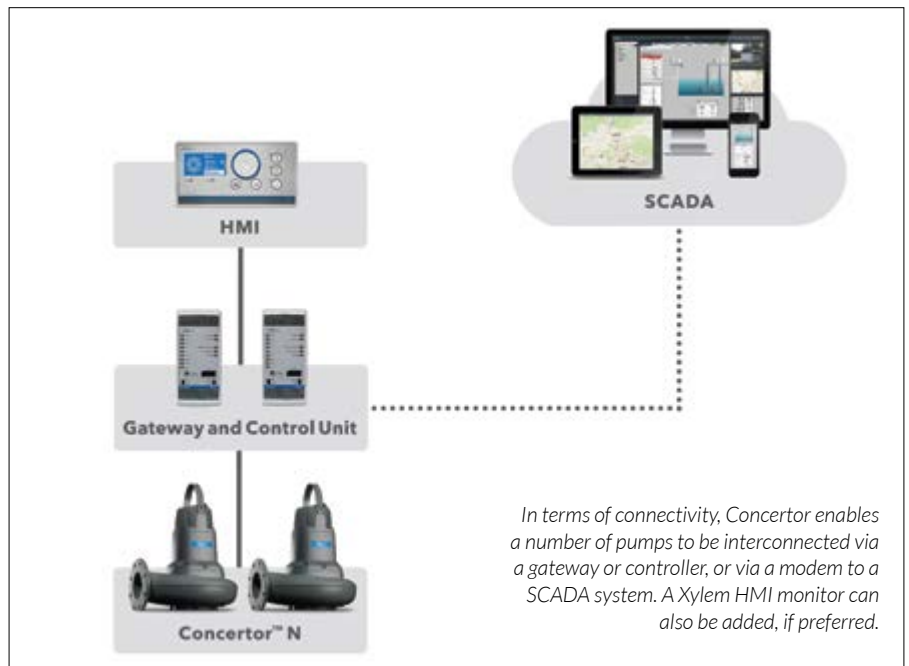 HMI
SCADA
Gateway and Control Unit
Concertor™ N
In terms of connectivity, Concertor enables
a number of pumps to be interconnected via
a gateway or controller, or via a modem to a
SCADA system. A Xylem HMI monitor can
also be added, if preferred.